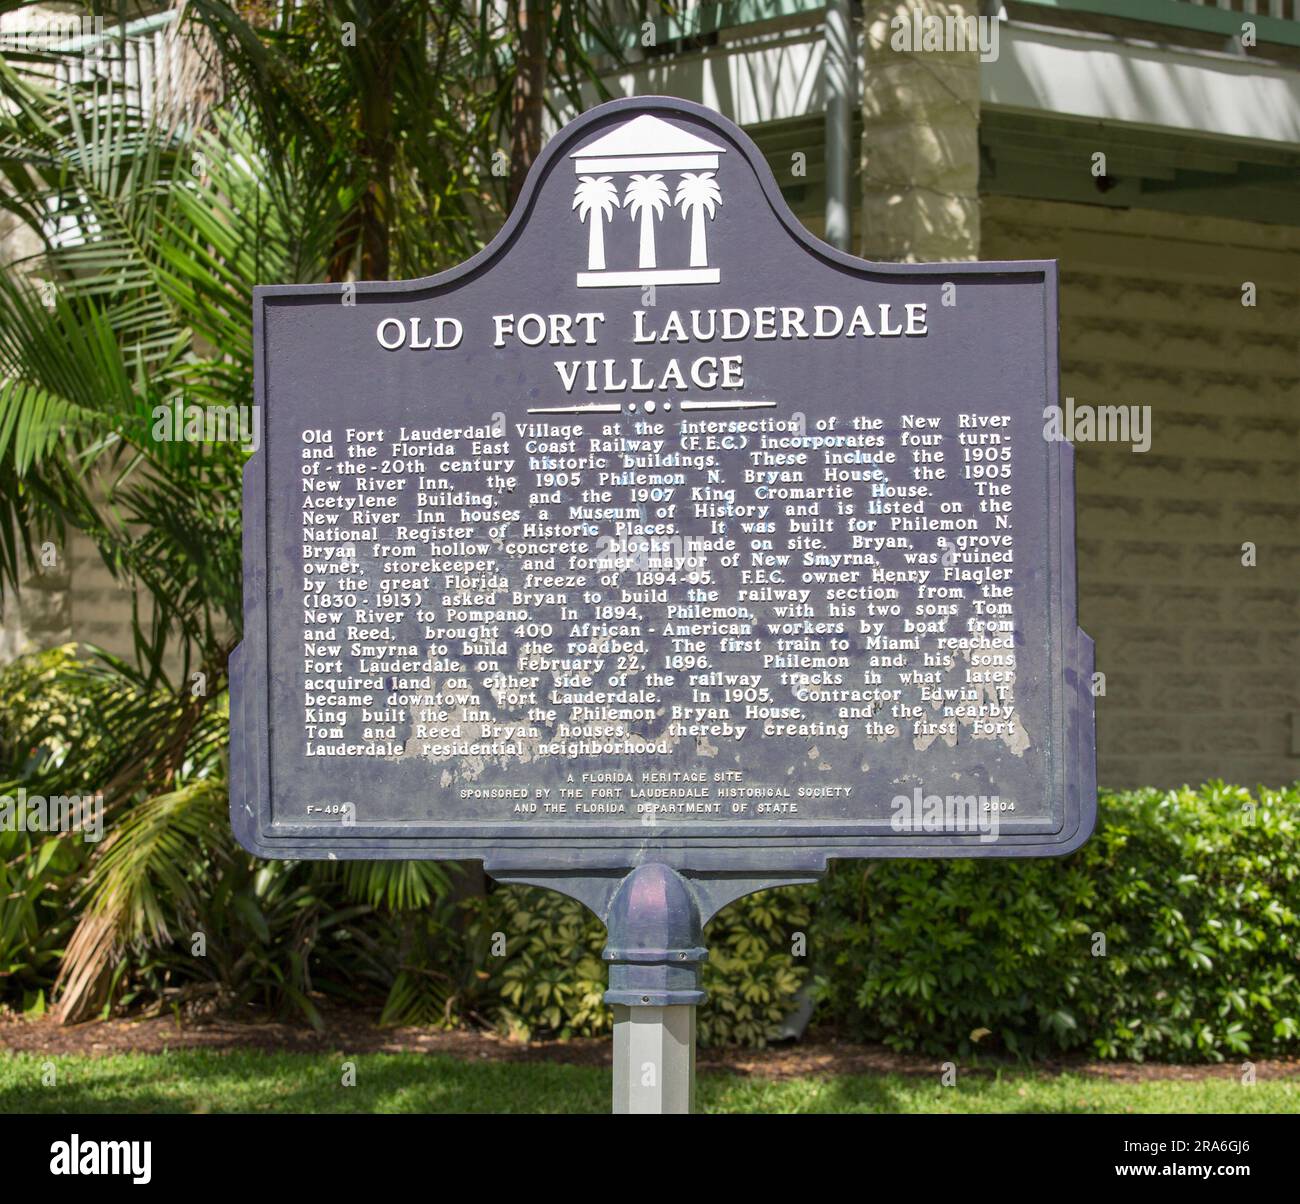 OLD FORT LAUDERDALE
VILLAGE
Old Fort Lauderdale Village at the intersection of the New River
and the Florida East Coast Railway (F.E.C.) incorporates four turn-
of-the-20th century historic buildings. These include the 1905
New River Inn, the 1905 Philemon N. Bryan House, the 1905
Acetylene Building, and the 1907 King Cromartie House. The
New River Inn houses a Museum of History and is listed on the
National Register of Historic Places. It was built for Philemon N.
Bryan from hollow concrete blocks made on site. Bryan, a grove
owner, storekeeper, and former mayor of New Smyrna, was ruined
by the great Florida freeze of 1894-95. F.E.C. owner Henry Flagler
(1830-1913) asked Bryan to build the railway section from the
New River to Pompano. In 1894, Philemon, with his two sons Tom
and Reed, brought 400 African-American workers by boat from
New Smyrna to build the roadbed. The first train to Miami reached
Fort Lauderdale on February 22, 1896. Philemon and his sons
acquired land on either side of the railway tracks in what later
became downtown Fort Lauderdale. In 1905, Contractor Edwin T.
King built the Inn, the Philemon Bryan House, and the nearby
Tom and Reed Bryan houses, thereby creating the first Fort
Lauderdale residential neighborhood.
A FLORIDA HERITAGE SITE
SPONSORED BY THE FORT LAUDERDALE HISTORICAL SOCIETY
F-494 AND THE FLORIDA DEPARTMENT OF STATE 2004
alamy
Image ID: 2RA6GJ6
www.alamy.com